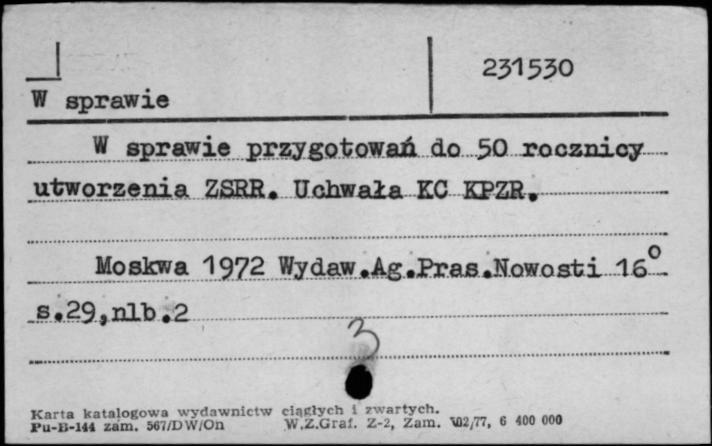 231530
W sprawie
W sprawie przygotowań do 50 rocznicy
utworzenia ZSRR. Uchwała KC KPZR.
Moskwa 1972 Wydaw.Ag.Pras.Nowosti 16°
s.29,nlb.2
3
Karta katalogowa wydawnictw ciągłych i zwartych.
Pu-B-144 zam. 567/DW/On W.Z.Graf. Z-2, Zam. 102/77, 6 400 000